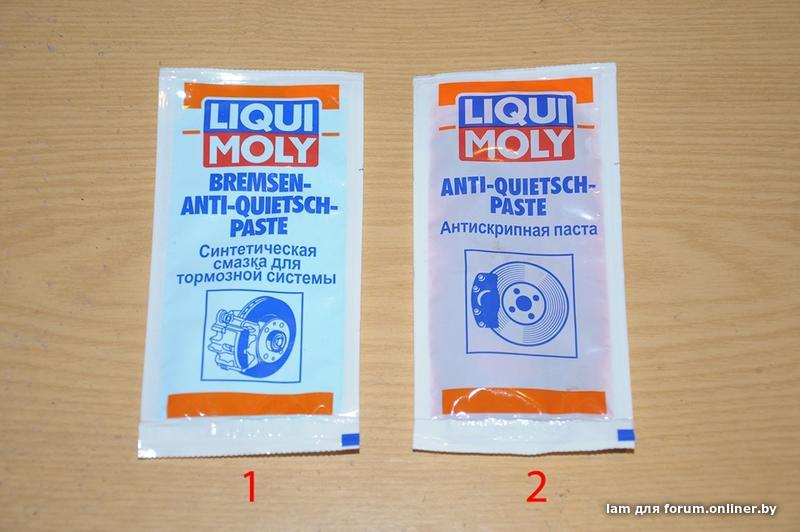 LIQUI
MOLY
BREMSEN-
ANTI-QUIETSCH-
PASTE
Синтетическая
смазка для
тормозной системы
1
LIQUI
MOLY
ANTI-QUIETSCH-
PASTE
Антискрипная паста
2
lam для forum.onliner.by